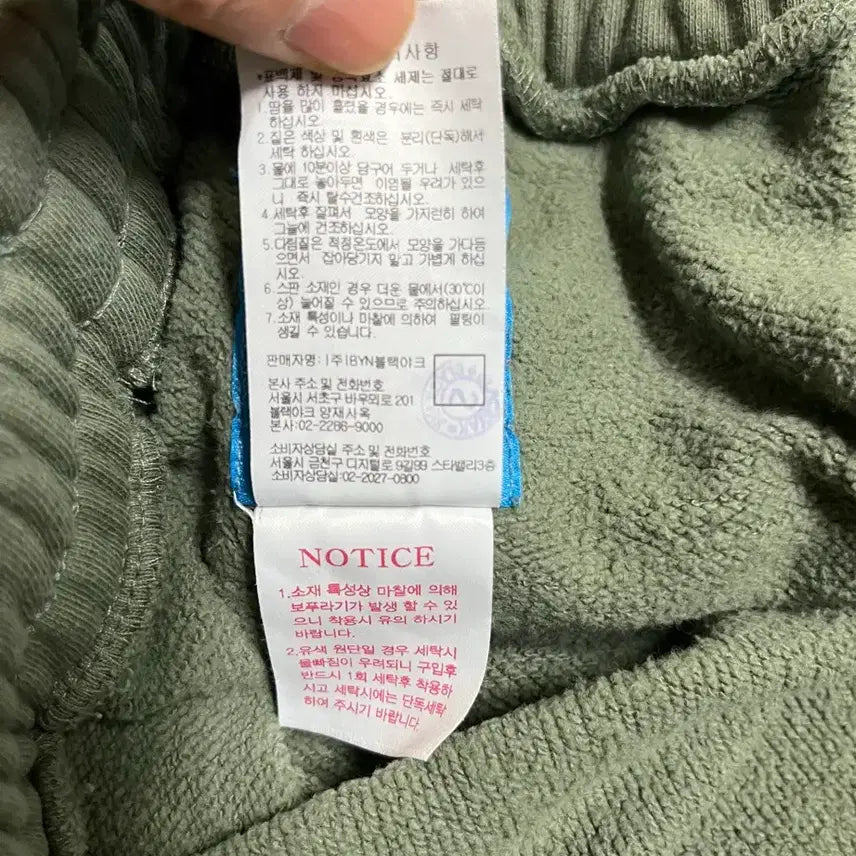 사항
*표백제 및 세제는 절대로
사용 하지 마십시오.
1.땀을 많이 흘렸을 경우에는 즉시 세탁
하십시오.
2.짙은 색상 및 흰색은 분리(단독)해서
세탁 하십시오.
3.물에 10분이상 담구어 두거나 세탁후
그대로 놓아두면 이염될 우려가 있으
니 즉시 탈수건조하십시오.
4.세탁후 짤펴서 모양을 가지런히 하여
그늘에 건조하십시오.
5.다림질은 적정온도에서 모양을 가다듬
으면서 잡아당기지 말고 가볍게 하십
시오.
6.스판 소재인 경우 더운 물에서(30℃이
상) 늘어질 수 있으므로 주의하십시오.
7.소재 특성이나 마찰에 의하여 필링이
생길 수 있습니다.
판매자명:(주)BYN블랙야크
본사 주소 및 전화번호
서울시 서초구 바우뫼로 201
블랙야크 양재사옥
본사:02-2286-9000
소비자상담실 주소 및 전화번호
서울시 금천구 디지털로 9길99 스타밸리3층
소비자상담실:02-2027-0800
NOTICE
1.소재 특성상 마찰에 의해
보푸라기가 발생 할 수 있
으니 착용시 유의 하시기
바랍니다.
2.유색 원단일 경우 세탁시
물빠짐이 우려되니 구입후
반드시 1회 세탁후 착용하
시고 세탁시에는 단독세탁
하여 주시기 바랍니다.